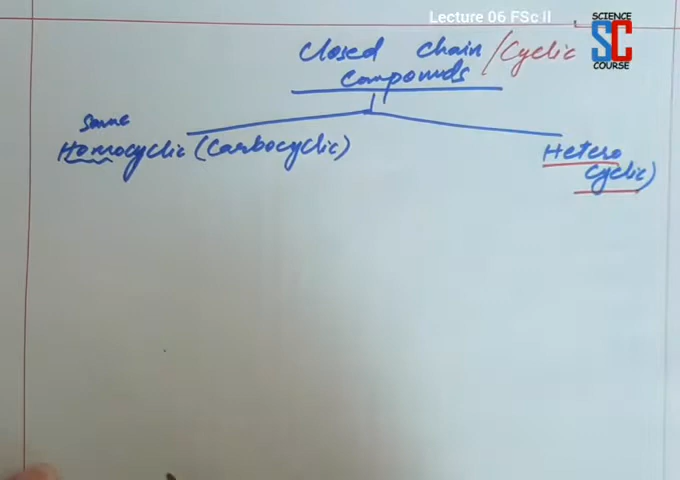 Lecture 06 FSc II
SCIENCE
SC
COURSE
Closed Chain /Cyclic
Compounds
Same
Homocyclic (Carbocyclic)
Hetero
Cyclic)